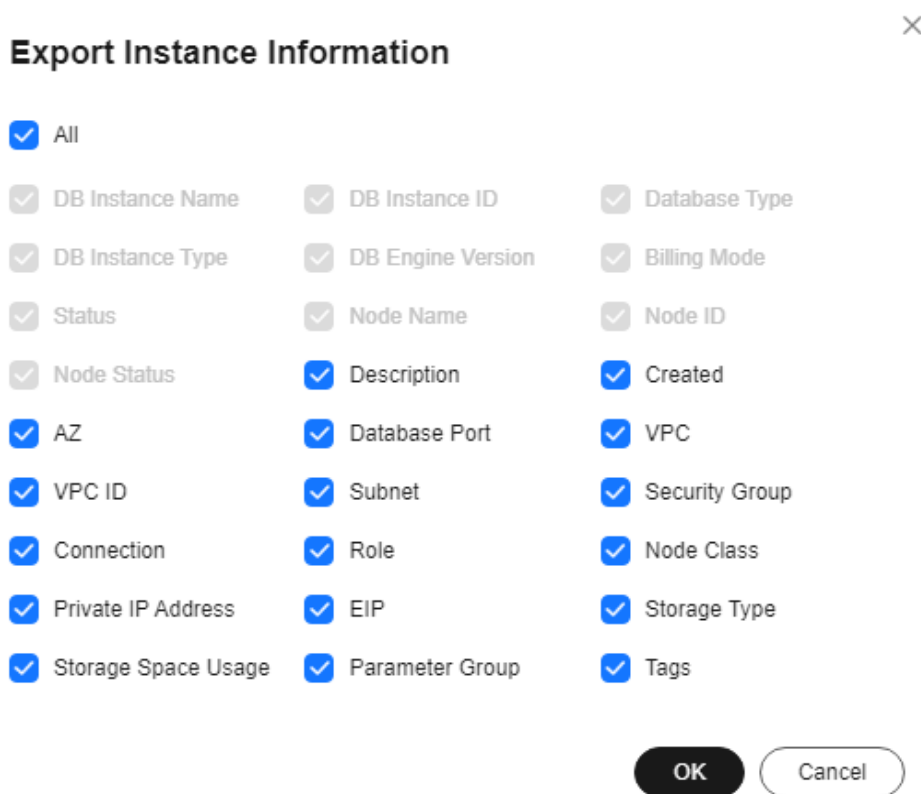 Export Instance Information
All
DB Instance Name DB Instance ID Database Type
DB Instance Type DB Engine Version Billing Mode
Status Node Name Node ID
Node Status Description Created
AZ Database Port VPC
VPC ID Subnet Security Group
Connection Role Node Class
Private IP Address EIP Storage Type
Storage Space Usage Parameter Group Tags
OK Cancel